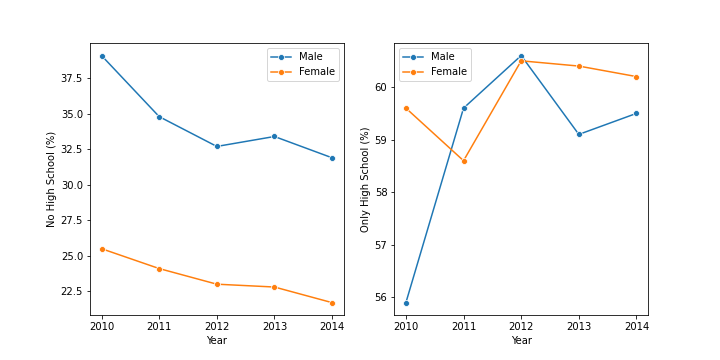 No High School (%)
37.5
35.0
32.5
30.0
27.5
25.0
22.5
2010 2011 2012 2013 2014
Year
Male
Female
Only High School (%)
60
59
58
57
56
2010 2011 2012 2013 2014
Year
Male
Female